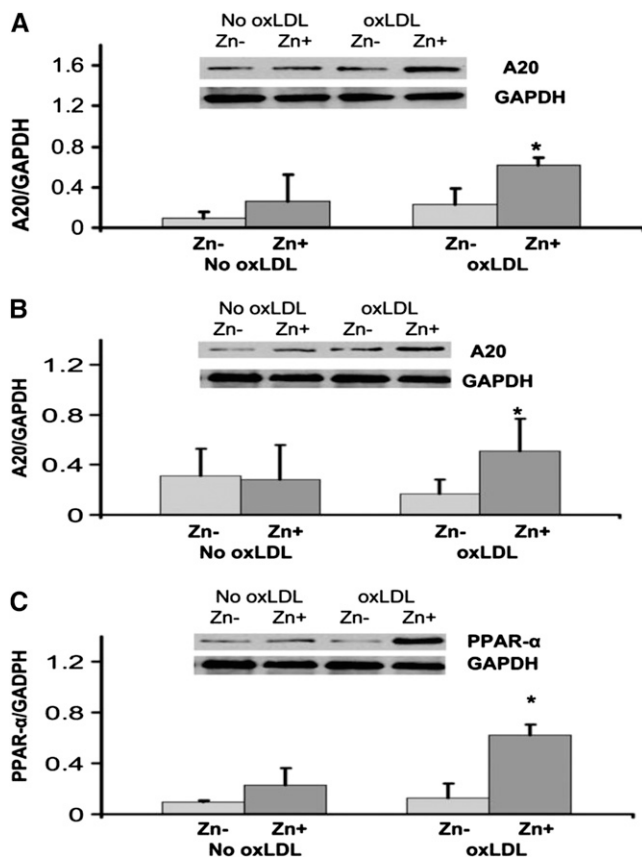 A
No oxLDL oxLDL
Zn- Zn+ Zn- Zn+
A20
GAPDH
A20/GAPDH
1.6
1.2
0.8
0.4
0
*
Zn- Zn+ Zn- Zn+
No oxLDL oxLDL
B
No oxLDL oxLDL
Zn- Zn+ Zn- Zn+
A20
GAPDH
A20/GAPDH
1.2
0.8
0.4
0
*
Zn- Zn+ Zn- Zn+
No oxLDL oxLDL
C
No oxLDL oxLDL
Zn- Zn+ Zn- Zn+
PPAR-α
GAPDH
PPAR-α/GADPH
1.2
0.8
0.4
0
*
Zn- Zn+ Zn- Zn+
No oxLDL oxLDL